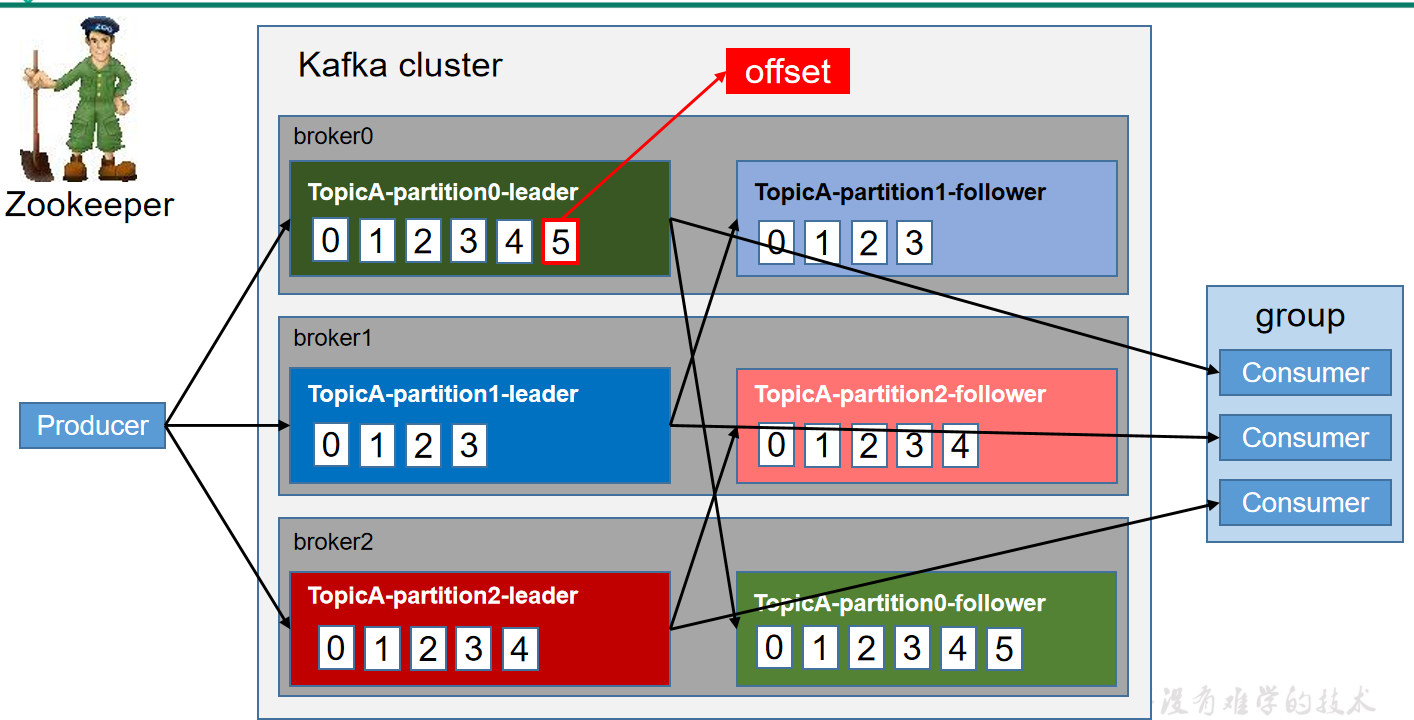 ZOO
Zookeeper
Kafka cluster
offset
broker0
TopicA-partition0-leader
0 1 2 3 4 5
TopicA-partition1-follower
0 1 2 3
broker1
TopicA-partition1-leader
0 1 2 3
TopicA-partition2-follower
0 1 2 3 4
broker2
TopicA-partition2-leader
0 1 2 3 4
TopicA-partition0-follower
0 1 2 3 4 5
Producer
group
Consumer
Consumer
Consumer
没有难学的技术